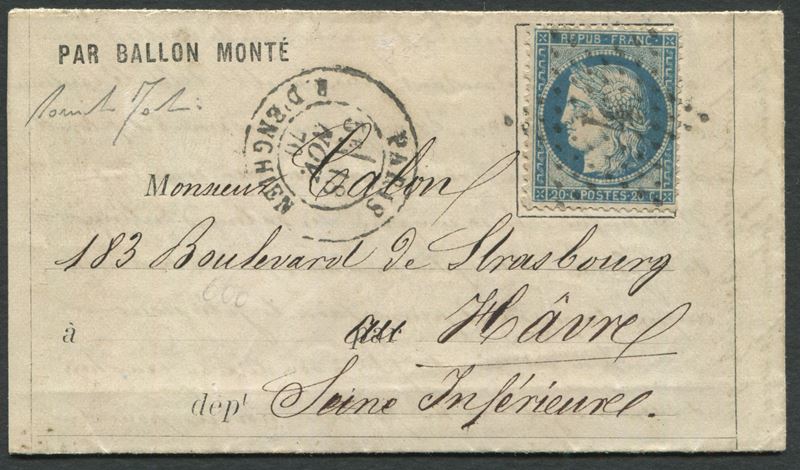 PAR BALLON MONTÉ
REPUB. FRANC.
20 C POSTES 20 C
PARIS R. D'ENGHIEN
NOV.
70
Monsieur Calon
183 Boulevard de Strasbourg
à au Hâvre
dépt Seine Inférieure.